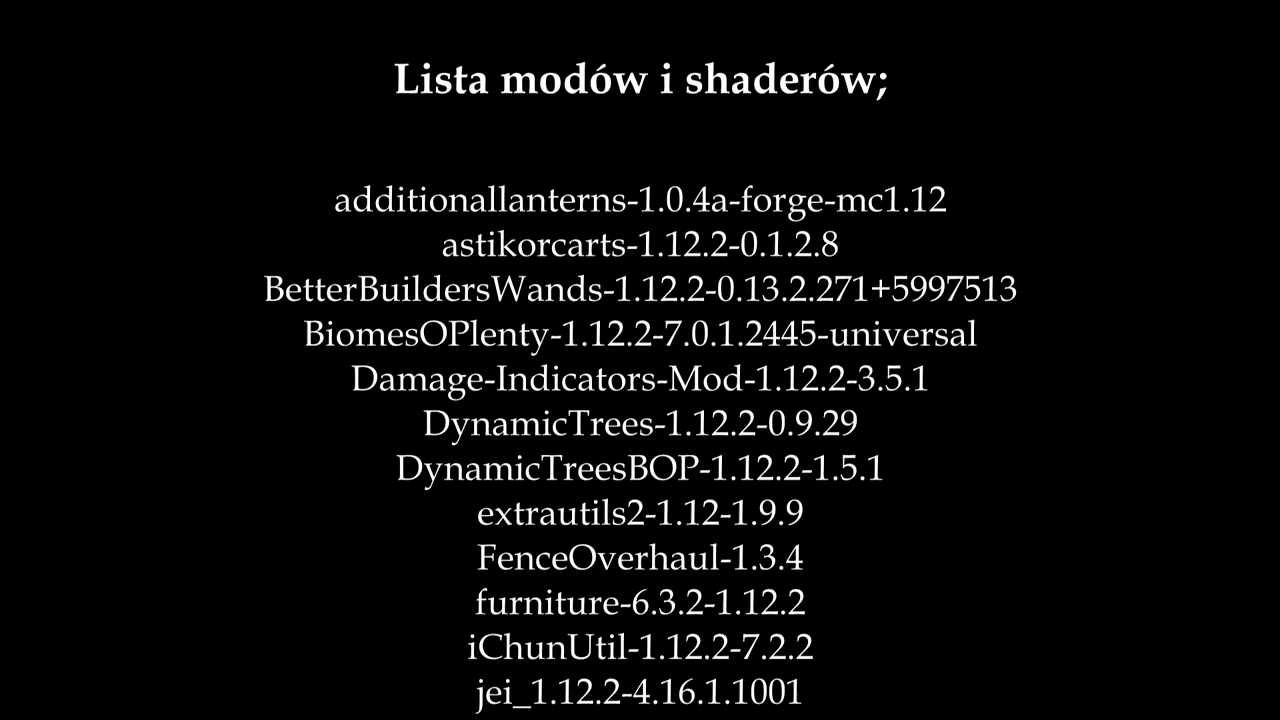 Lista modów i shaderów;
additionallanterns-1.0.4a-forge-mc1.12
astikorcarts-1.12.2-0.1.2.8
BetterBuildersWands-1.12.2-0.13.2.271+5997513
BiomesOPlenty-1.12.2-7.0.1.2445-universal
Damage-Indicators-Mod-1.12.2-3.5.1
DynamicTrees-1.12.2-0.9.29
DynamicTreesBOP-1.12.2-1.5.1
extrautils2-1.12-1.9.9
FenceOverhaul-1.3.4
furniture-6.3.2-1.12.2
iChunUtil-1.12.2-7.2.2
jei_1.12.2-4.16.1.1001